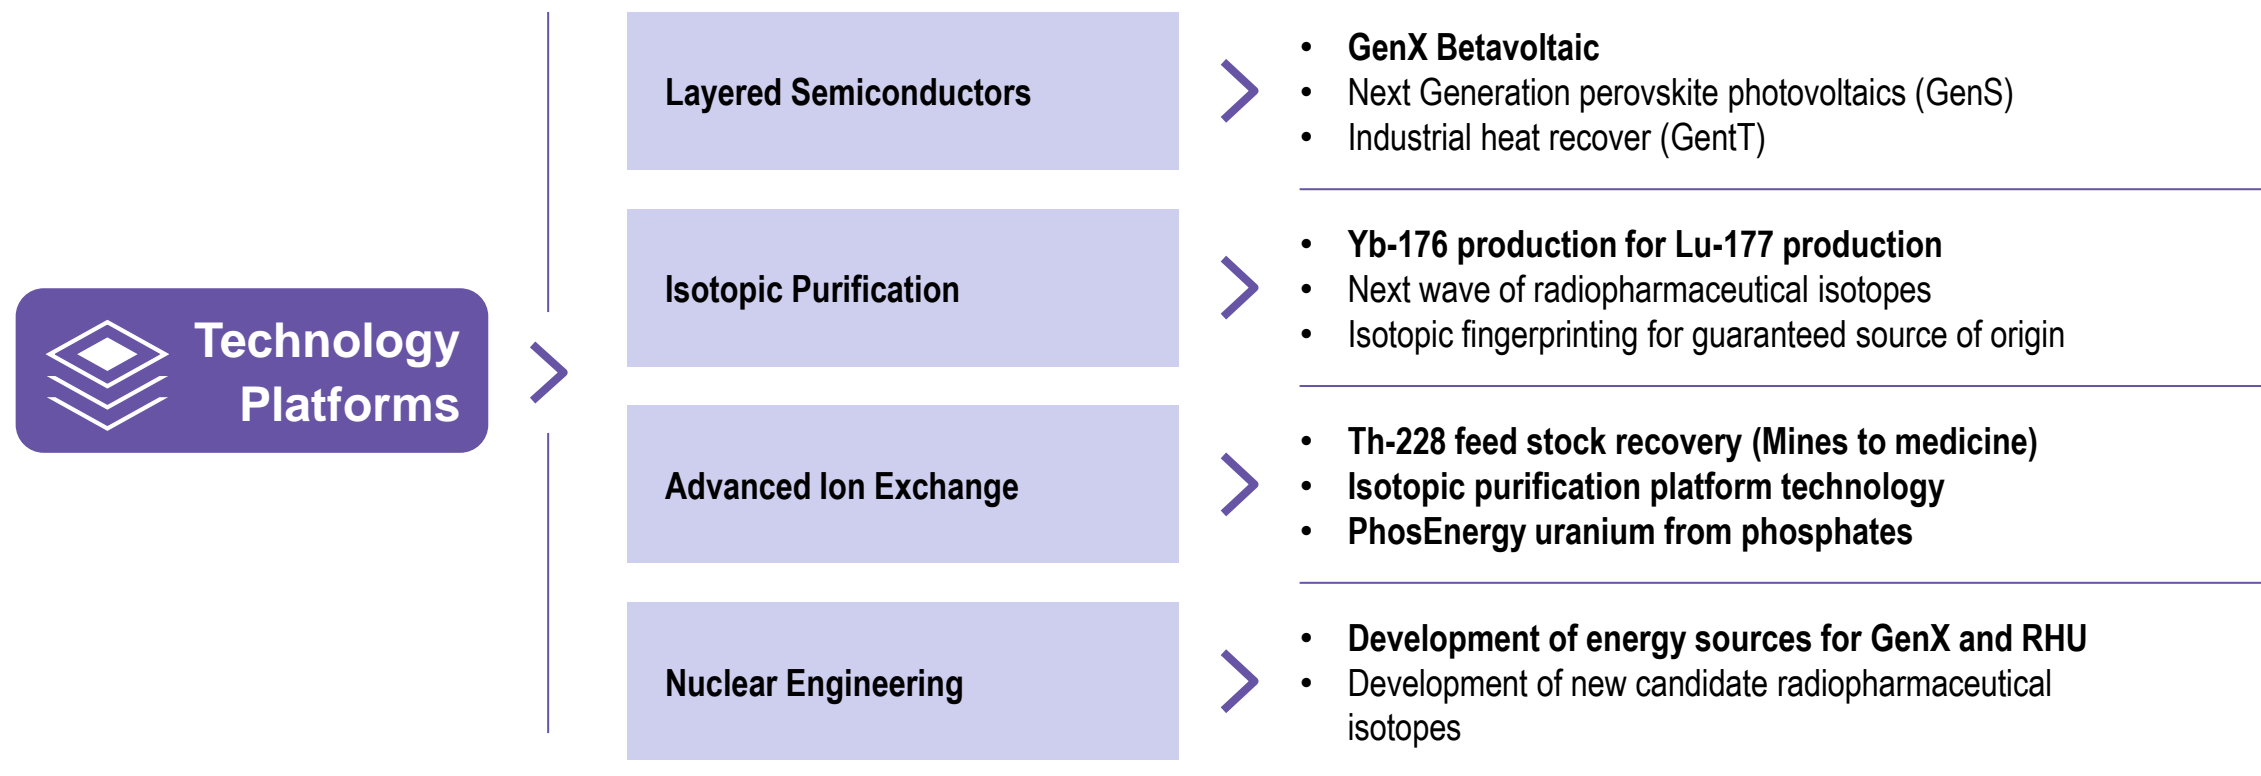 Technology
Platforms
Layered Semiconductors
• GenX Betavoltaic
• Next Generation perovskite photovoltaics (GenS)
• Industrial heat recover (GentT)
Isotopic Purification
• Yb-176 production for Lu-177 production
• Next wave of radiopharmaceutical isotopes
• Isotopic fingerprinting for guaranteed source of origin
Advanced Ion Exchange
• Th-228 feed stock recovery (Mines to medicine)
• Isotopic purification platform technology
• PhosEnergy uranium from phosphates
Nuclear Engineering
• Development of energy sources for GenX and RHU
• Development of new candidate radiopharmaceutical
isotopes